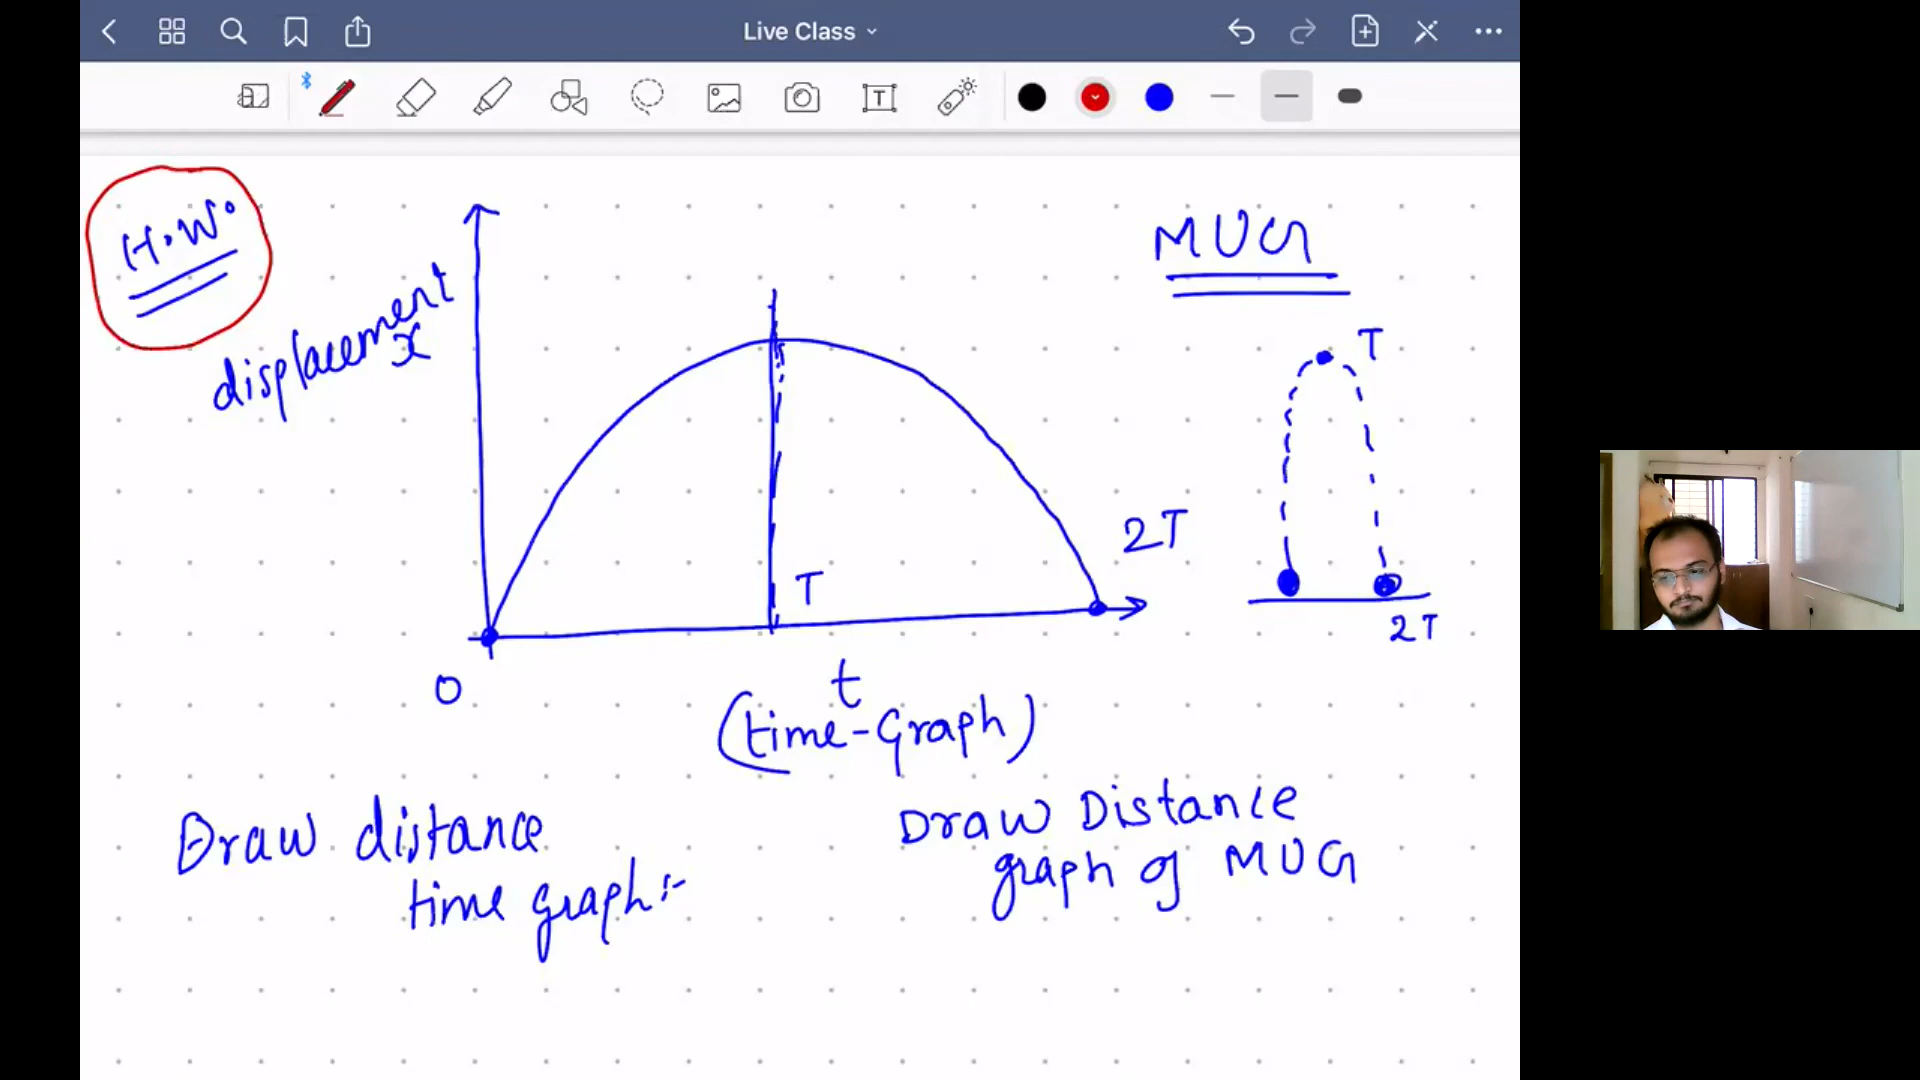 Live Class
T
H.W.
MUG
displacement
x
T
2T
T
2T
0
t
(time-Graph)
Draw distance
time graph:-
Draw Distance
graph of MUG